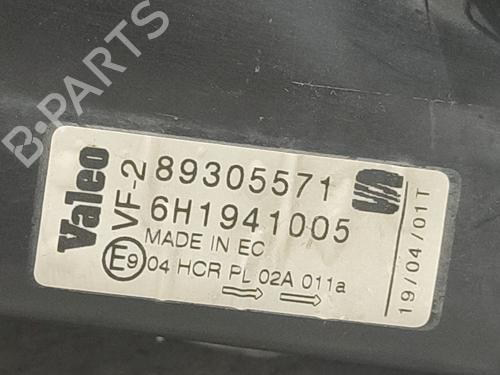 B-PARTS
Valeo
VF-2
89305571
6H1941005
MADE IN EC
E9 04 HCR PL 02A 011a
19/04/01T